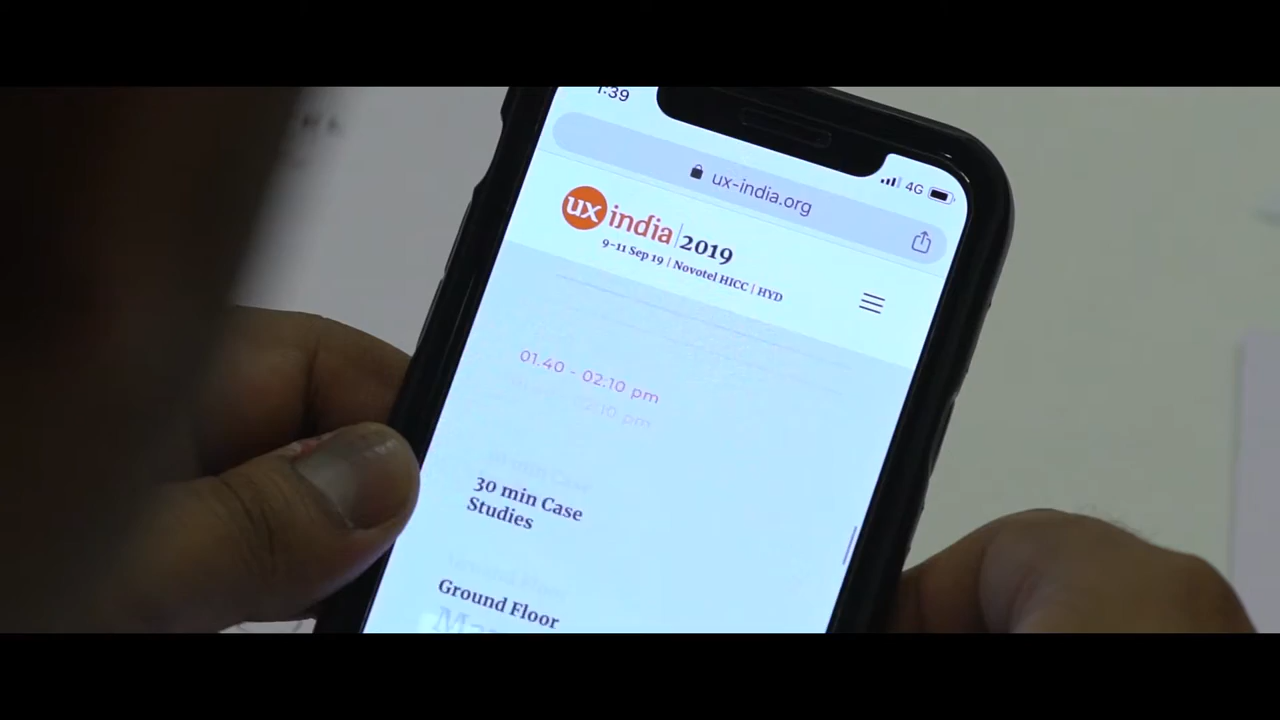 1:39
4G
ux-india.org
ux india 2019
9-11 Sep 19 | Novotel HICC | HYD
01.40 - 02.10 pm
30 min Case
Studies
Ground Floor